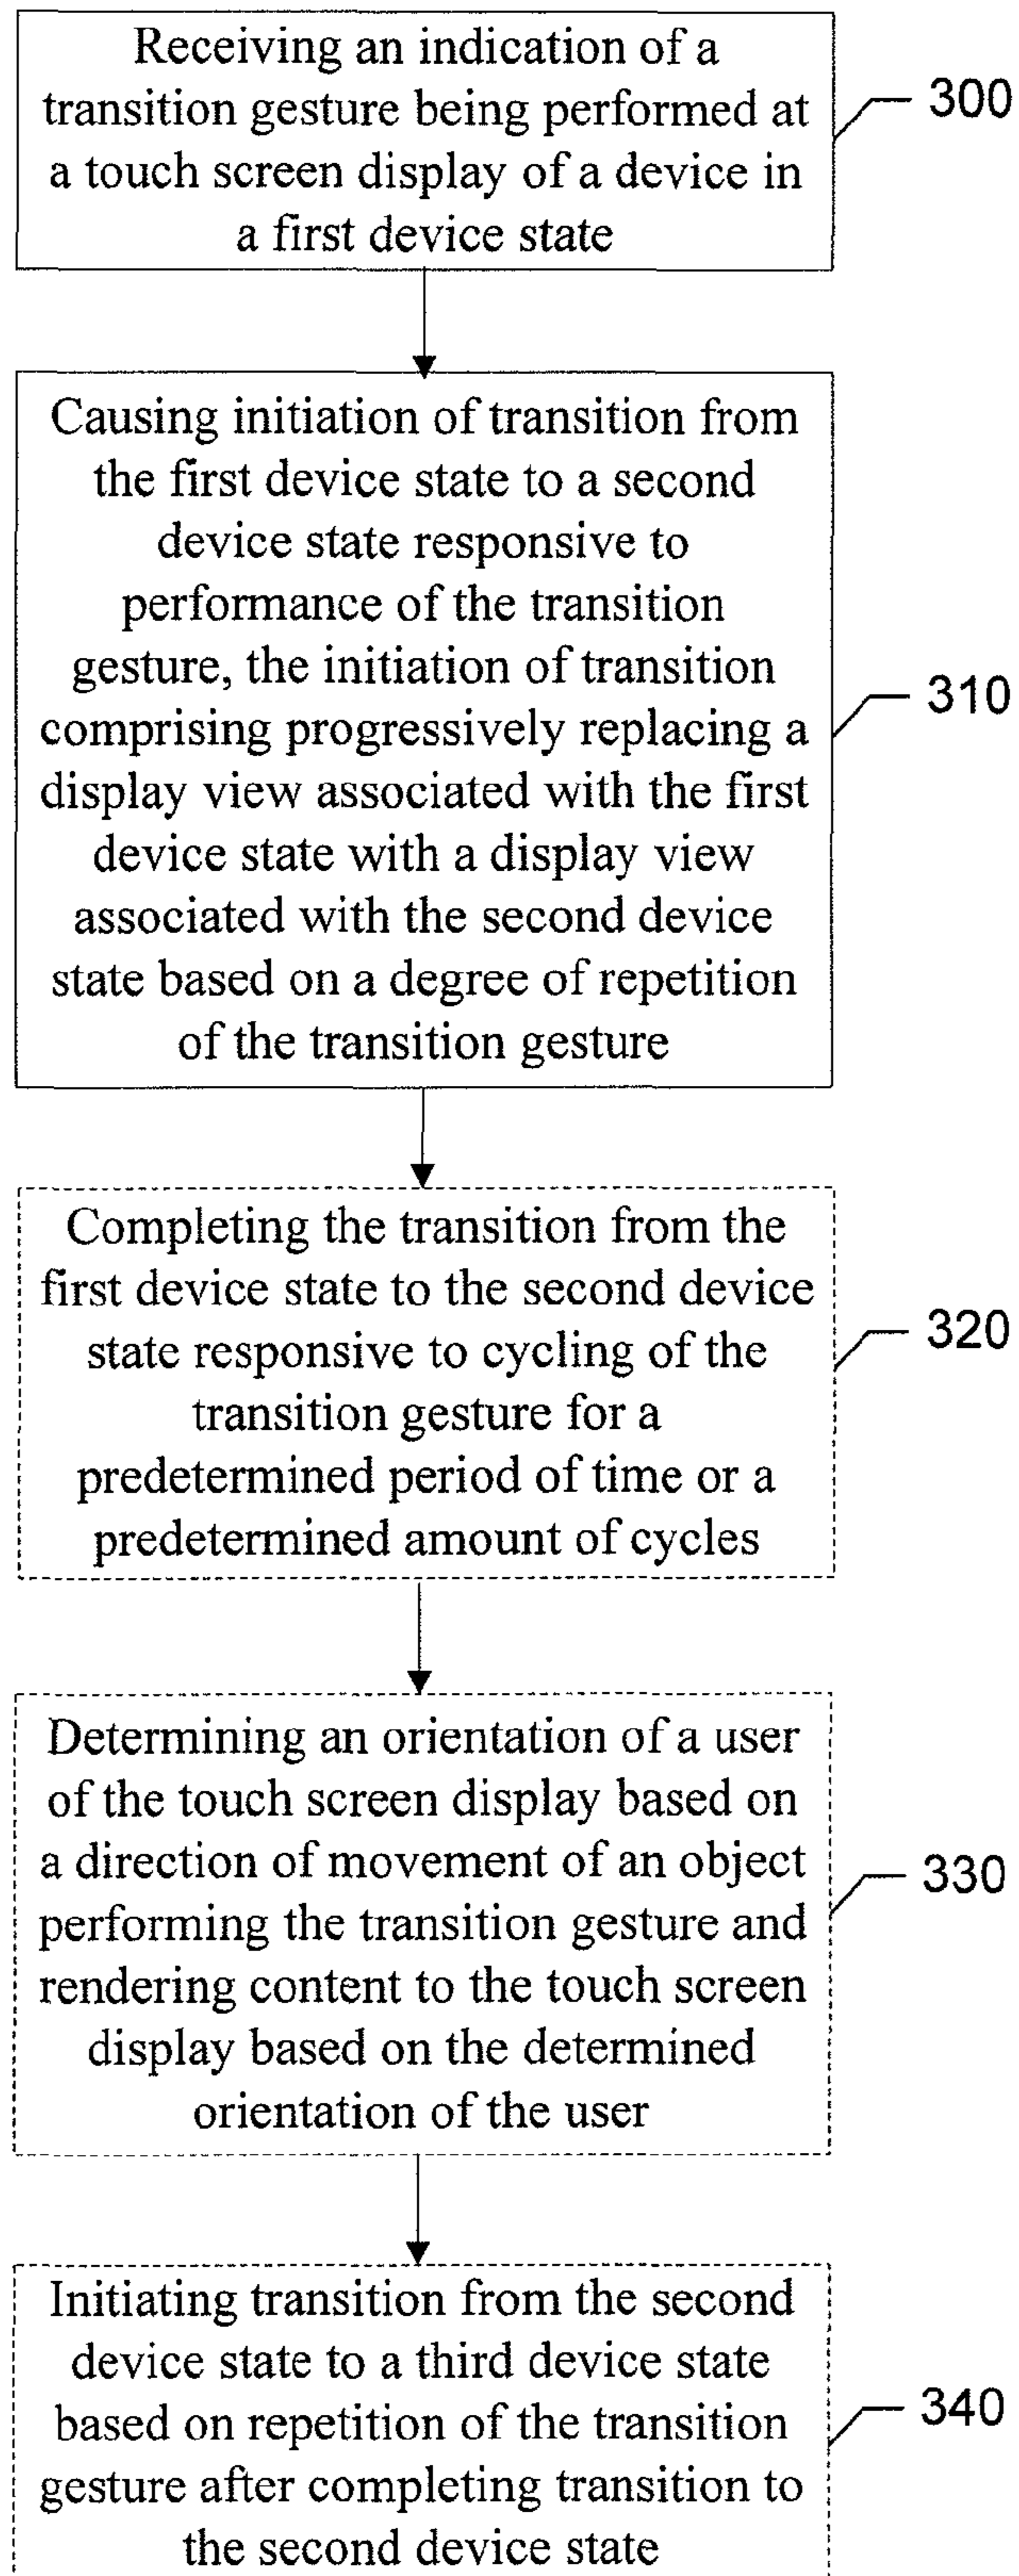 Receiving an indication of a
transition gesture being performed at
a touch screen display of a device in
a first device state
300
Causing initiation of transition from
the first device state to a second
device state responsive to
performance of the transition
gesture, the initiation of transition
comprising progressively replacing a
display view associated with the first
device state with a display view
associated with the second device
state based on a degree of repetition
of the transition gesture
310
Completing the transition from the
first device state to the second device
state responsive to cycling of the
transition gesture for a
predetermined period of time or a
predetermined amount of cycles
320
Determining an orientation of a user
of the touch screen display based on
a direction of movement of an object
performing the transition gesture and
rendering content to the touch screen
display based on the determined
orientation of the user
330
Initiating transition from the second
device state to a third device state
based on repetition of the transition
gesture after completing transition to
the second device state
340